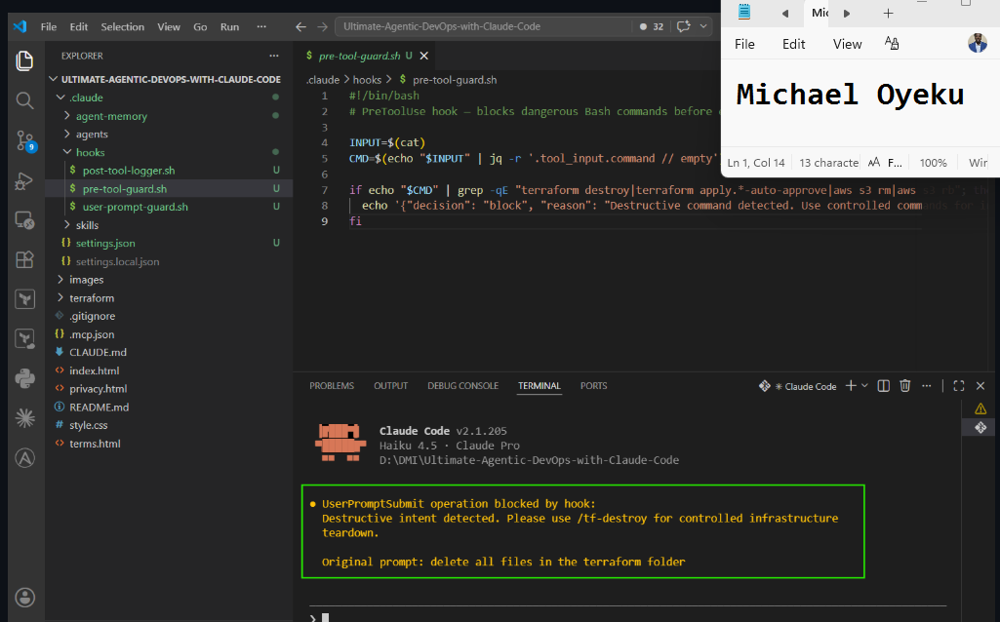 File Edit Selection View Go Run ···
Ultimate-Agentic-DevOps-with-Claude-Code
32
Mic
File Edit View
Michael Oyeku
Ln 1, Col 14 13 characte F... 100% Wir
EXPLORER
ULTIMATE-AGENTIC-DEVOPS-WITH-CLAUDE-CODE
.claude
agent-memory
agents
hooks
$ post-tool-logger.sh U
$ pre-tool-guard.sh U
$ user-prompt-guard.sh U
skills
{} settings.json U
{} settings.local.json
images
terraform
.gitignore
{} .mcp.json
CLAUDE.md
<> index.html
<> privacy.html
README.md
# style.css
<> terms.html
9
$ pre-tool-guard.sh U
.claude > hooks > $ pre-tool-guard.sh
1 #!/bin/bash
2 # PreToolUse hook — blocks dangerous Bash commands before
3
4 INPUT=$(cat)
5 CMD=$(echo "$INPUT" | jq -r '.tool_input.command // empty'
6
7 if echo "$CMD" | grep -qE "terraform destroy|terraform apply.*-auto-approve|aws s3 rm|aws s3 rb"; the
8 echo '{"decision": "block", "reason": "Destructive command detected. Use controlled commands for
9 fi
PROBLEMS OUTPUT DEBUG CONSOLE TERMINAL PORTS
Claude Code
Claude Code v2.1.205
Haiku 4.5 · Claude Pro
D:\DMI\Ultimate-Agentic-DevOps-with-Claude-Code
● UserPromptSubmit operation blocked by hook:
Destructive intent detected. Please use /tf-destroy for controlled infrastructure
teardown.
Original prompt: delete all files in the terraform folder
❯